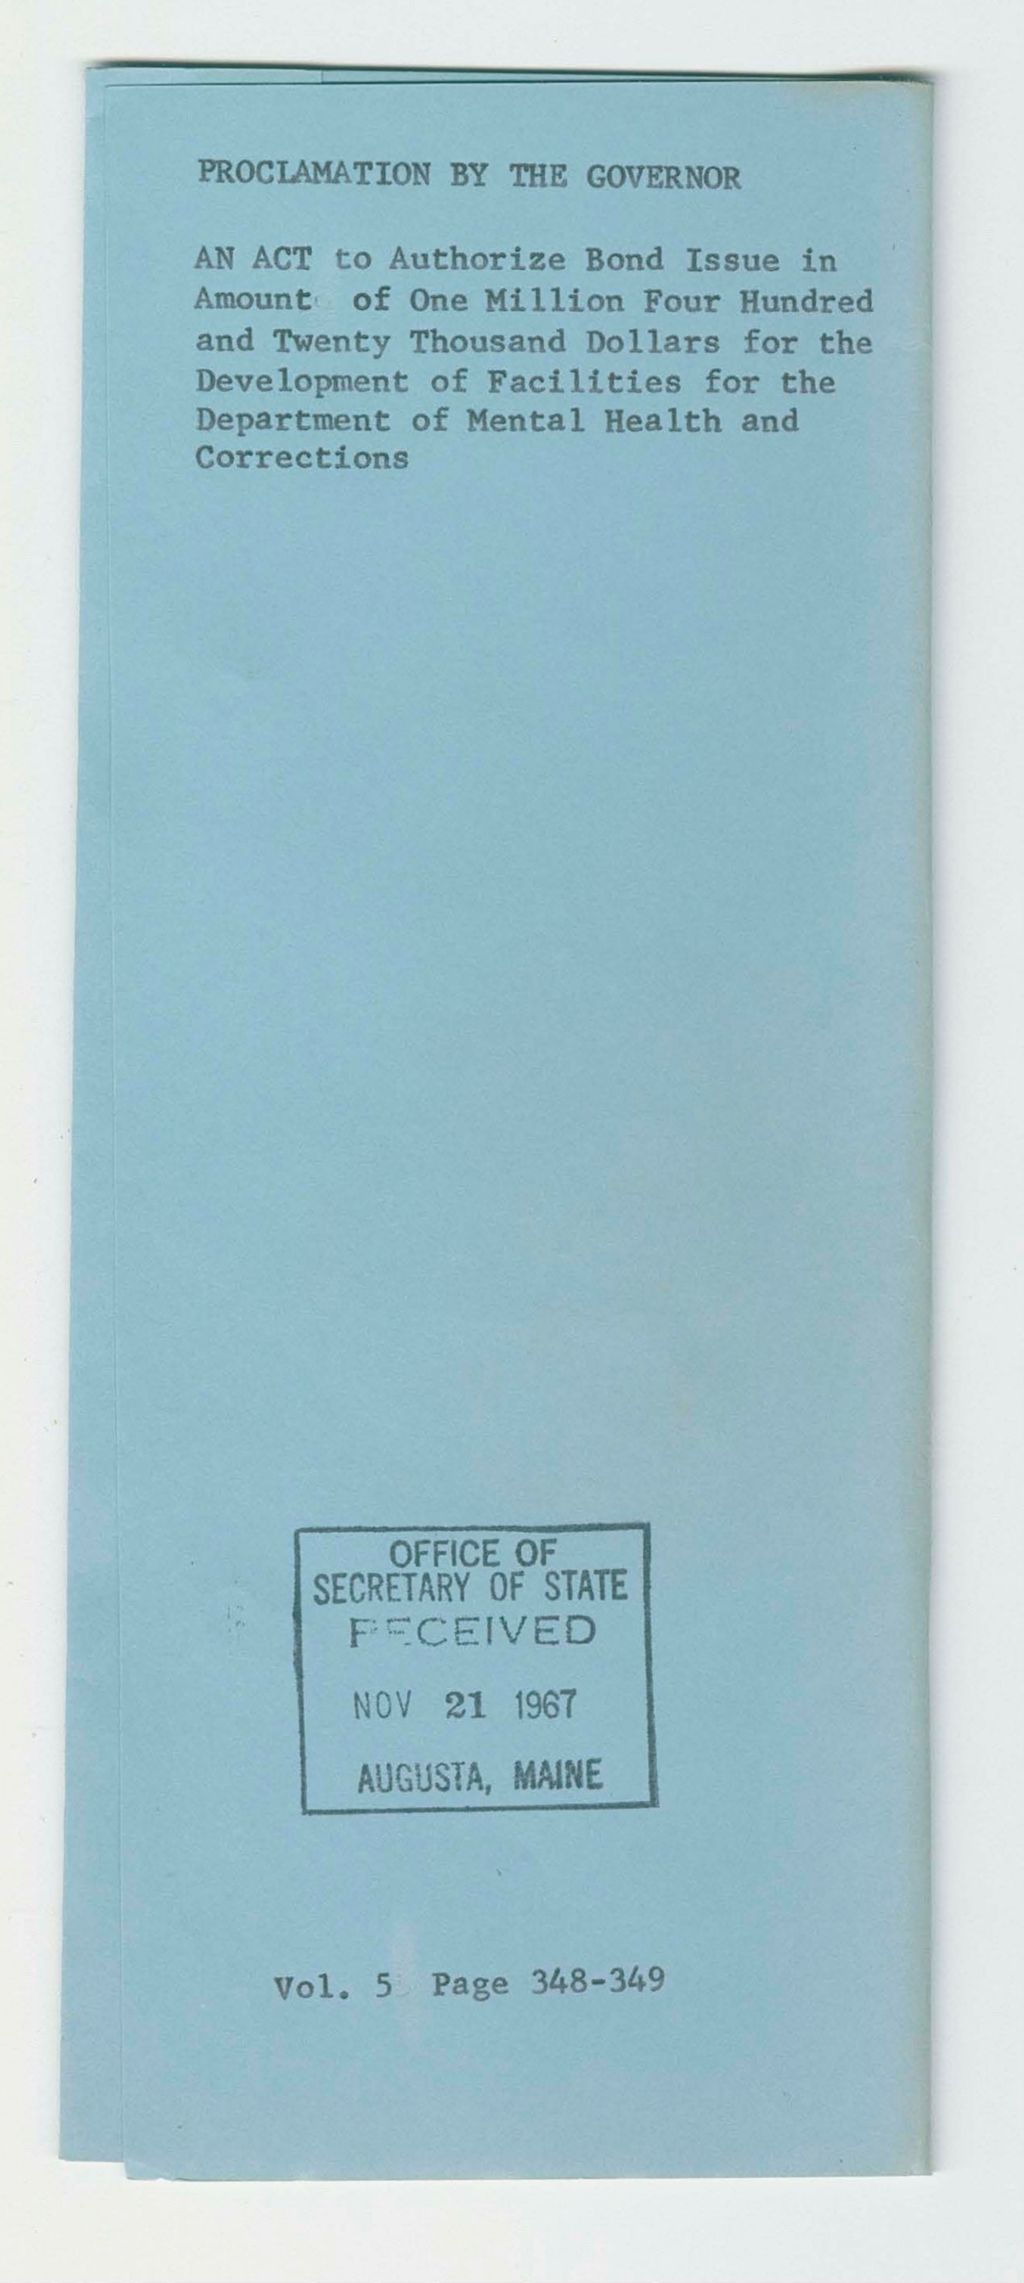 PROCLAMATION BY THE GOVERNOR
AN ACT to Authorize Bond Issue in
Amount of One Million Four Hundred
and Twenty Thousand Dollars for the
Development of Facilities for the
Department of Mental Health and
Corrections
OFFICE OF
SECRETARY OF STATE
RECEIVED
NOV 21 1967
AUGUSTA, MAINE
Vol. 5 Page 348-349